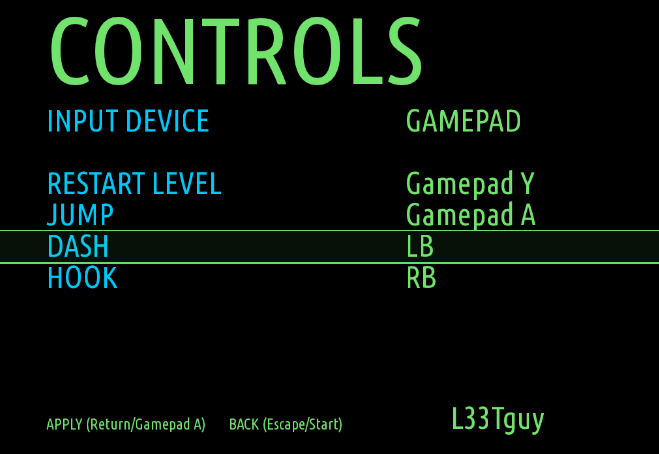 CONTROLS
INPUT DEVICE GAMEPAD
RESTART LEVEL Gamepad Y
JUMP Gamepad A
DASH LB
HOOK RB
APPLY (Return/Gamepad A) BACK (Escape/Start) L33Tguy